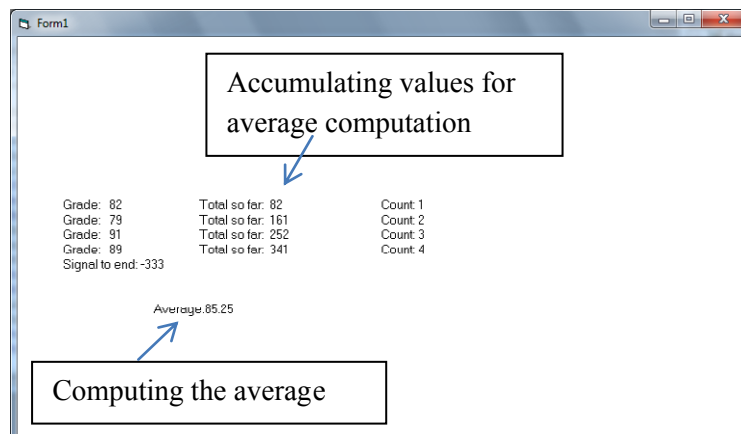 Form1
Accumulating values for
average computation
Grade: 82 Total so far: 82 Count: 1
Grade: 79 Total so far: 161 Count: 2
Grade: 91 Total so far: 252 Count: 3
Grade: 89 Total so far: 341 Count: 4
Signal to end: -333
Average:85.25
Computing the average